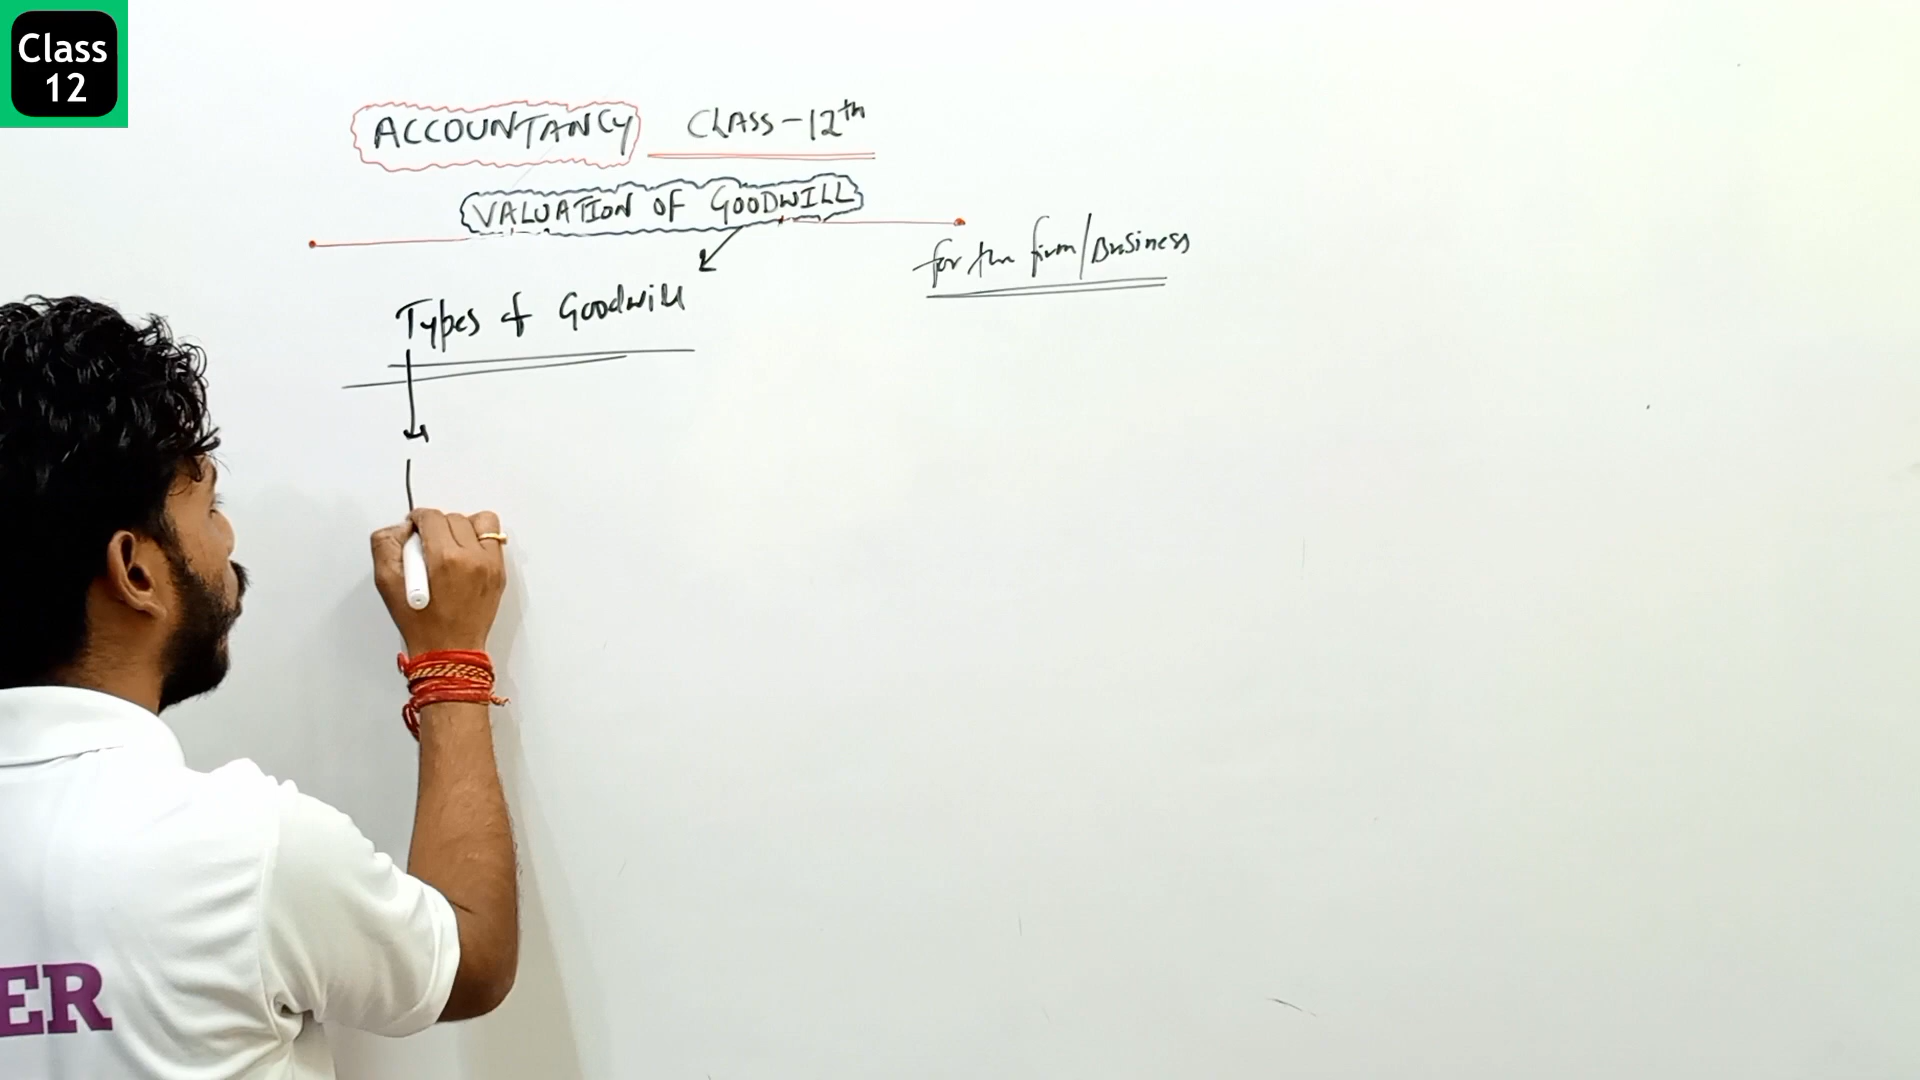 Class
12
ACCOUNTANCY CLASS-12th
VALUATION OF GOODWILL
for the firm/Business
Types of Goodwill
ER